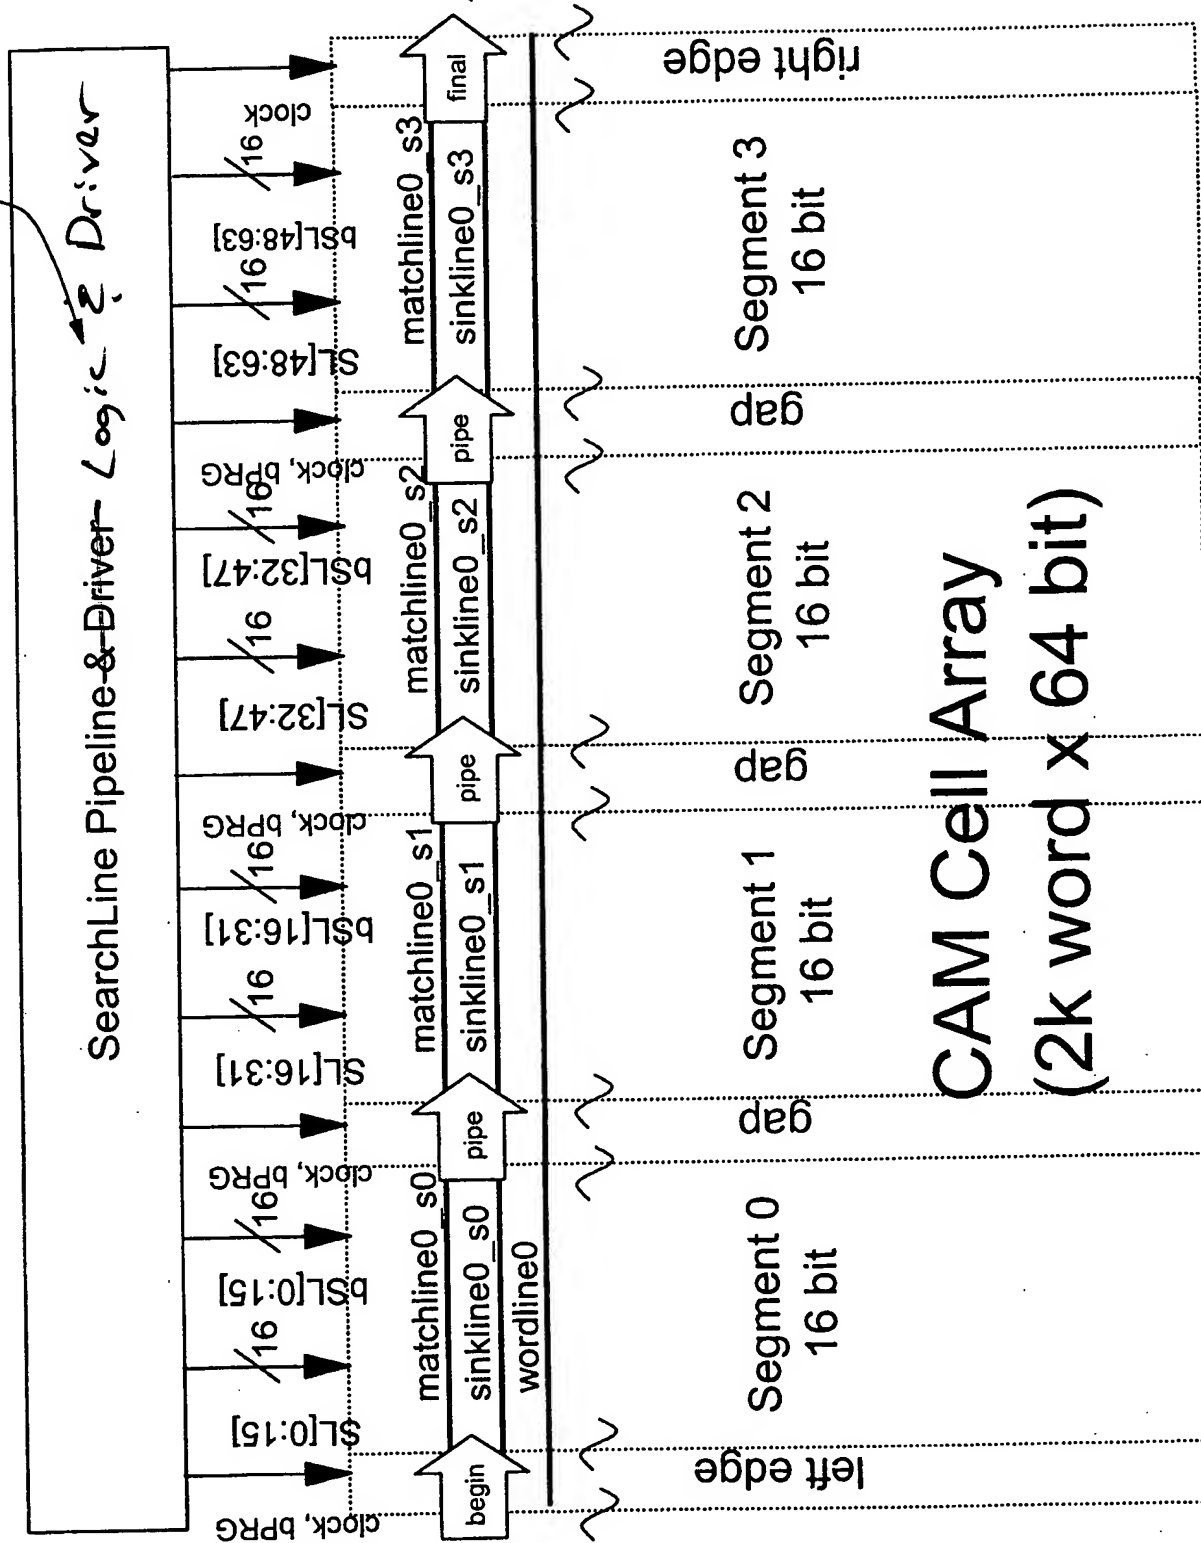 SearchLine Pipeline & Driver Logic & Driver
clock, bPRG
SL[0:15]
16
bSL[0:15]
16
clock, bPRG
SL[16:31]
16
bSL[16:31]
16
clock, bPRG
SL[32:47]
16
bSL[32:47]
16
clock, bPRG
SL[48:63]
16
bSL[48:63]
16
clock
matchline0_s0
matchline0_s1
matchline0_s2
matchline0_s3
begin
sinkline0_s0
pipe
sinkline0_s1
pipe
sinkline0_s2
pipe
sinkline0_s3
final
wordline0
left edge
Segment 0
16 bit
gap
Segment 1
16 bit
gap
Segment 2
16 bit
gap
Segment 3
16 bit
right edge
CAM Cell Array
(2k word x 64 bit)